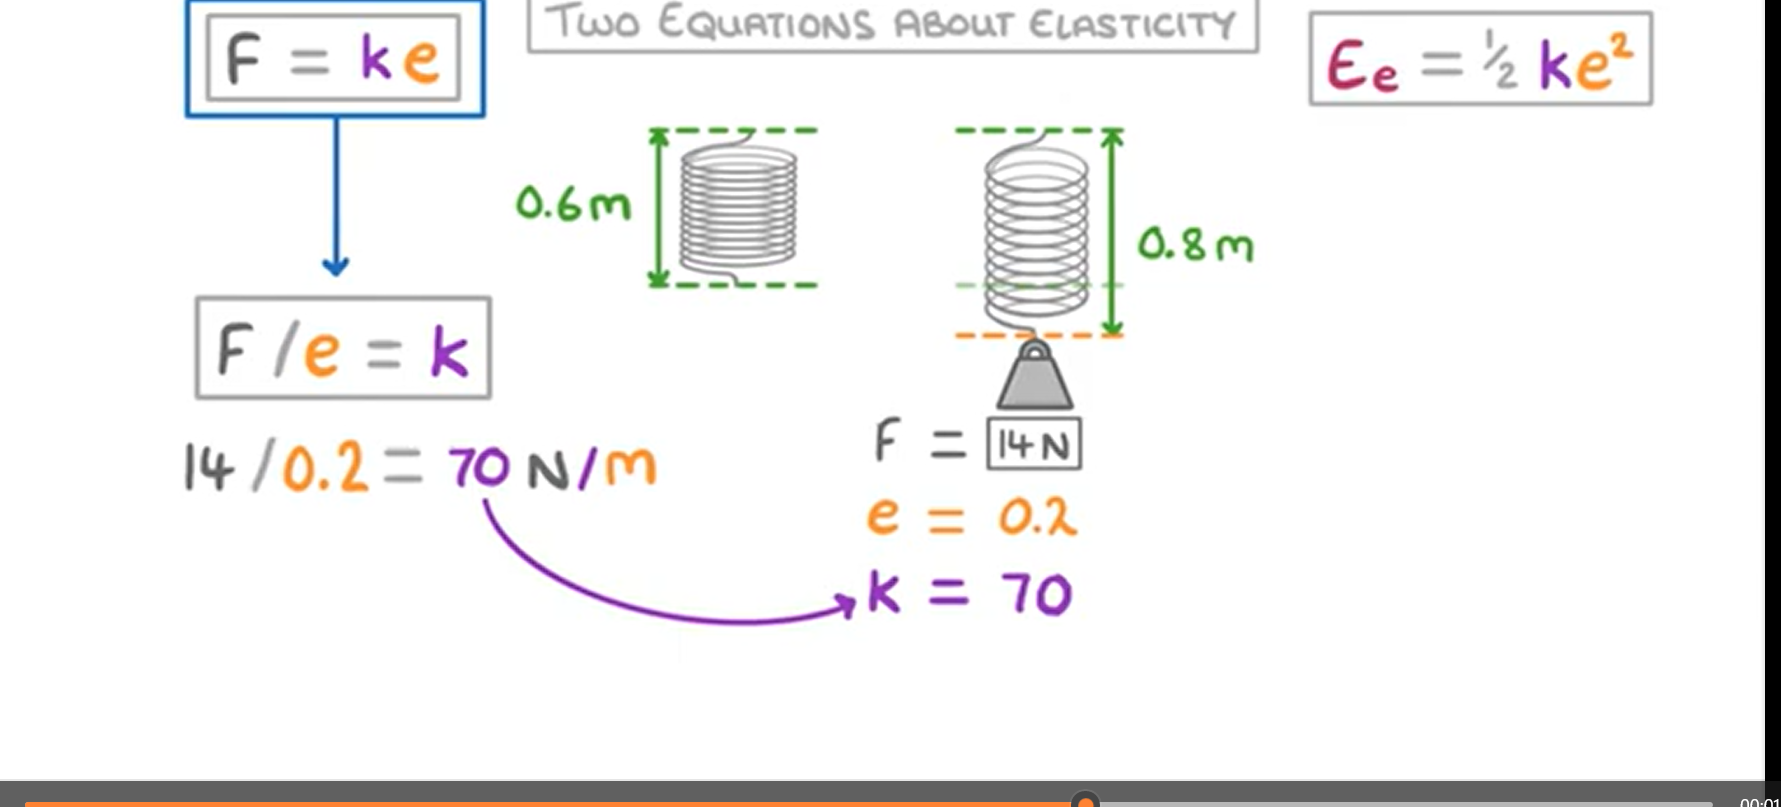 F = ke
TWO EQUATIONS ABOUT ELASTICITY
Ee = ½ ke²
0.6m
0.8m
F/e = k
14/0.2 = 70 N/m
F = 14N
e = 0.2
k = 70